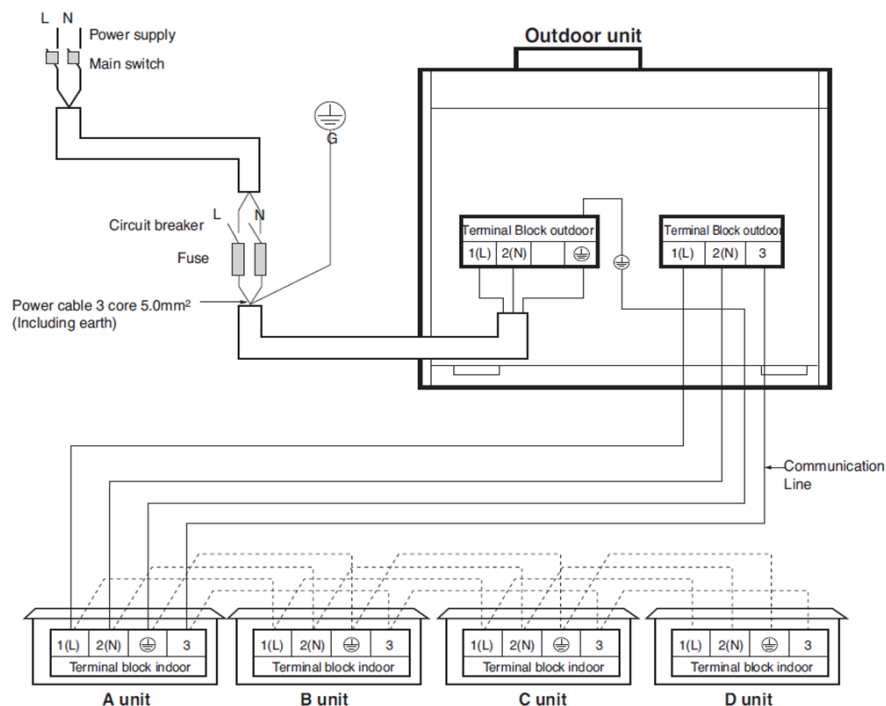 L N
Power supply
Main switch
Outdoor unit
G
L N
Circuit breaker
Fuse
Terminal Block outdoor
1(L) 2(N)
Terminal Block outdoor
1(L) 2(N) 3
Power cable 3 core 5.0mm²
(Including earth)
Communication
Line
1(L) 2(N) 3
Terminal block indoor
A unit
1(L) 2(N) 3
Terminal block indoor
B unit
1(L) 2(N) 3
Terminal block indoor
C unit
1(L) 2(N) 3
Terminal block indoor
D unit